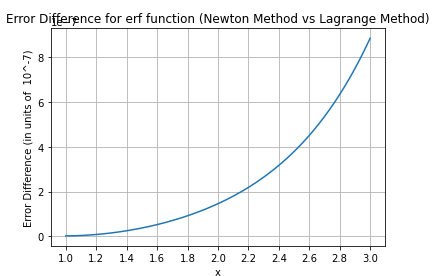 Error Difference for erf function (Newton Method vs Lagrange Method)
1e-7
8
6
4
2
0
Error Difference (in units of 10^-7)
1.0 1.2 1.4 1.6 1.8 2.0 2.2 2.4 2.6 2.8 3.0
x